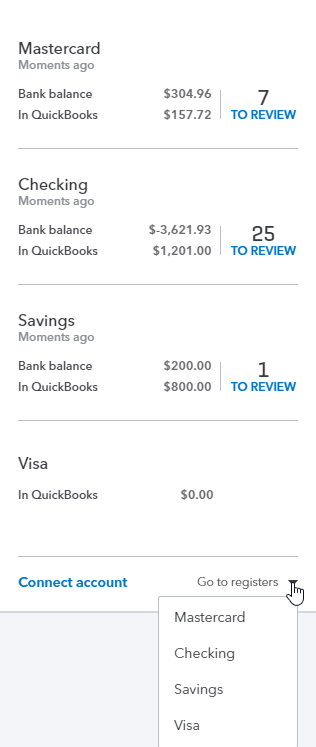 Mastercard
Moments ago
Bank balance $304.96
In QuickBooks $157.72
7
TO REVIEW
Checking
Moments ago
Bank balance $-3,621.93
In QuickBooks $1,201.00
25
TO REVIEW
Savings
Moments ago
Bank balance $200.00
In QuickBooks $800.00
1
TO REVIEW
Visa
In QuickBooks $0.00
Connect account Go to registers
Mastercard
Checking
Savings
Visa